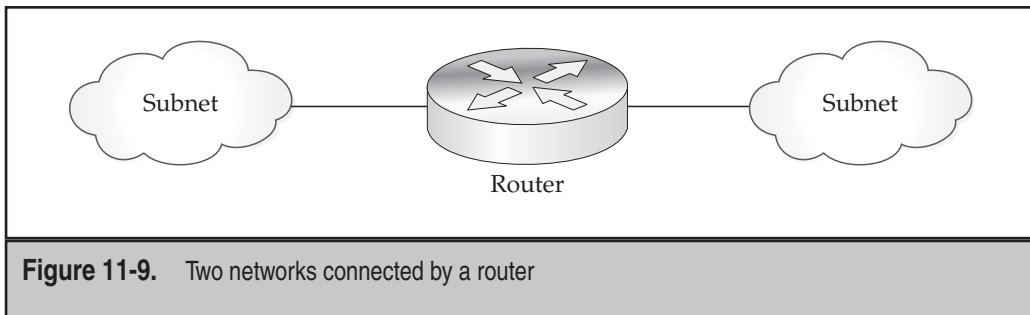 Subnet
Subnet
Router
Figure 11-9. Two networks connected by a router